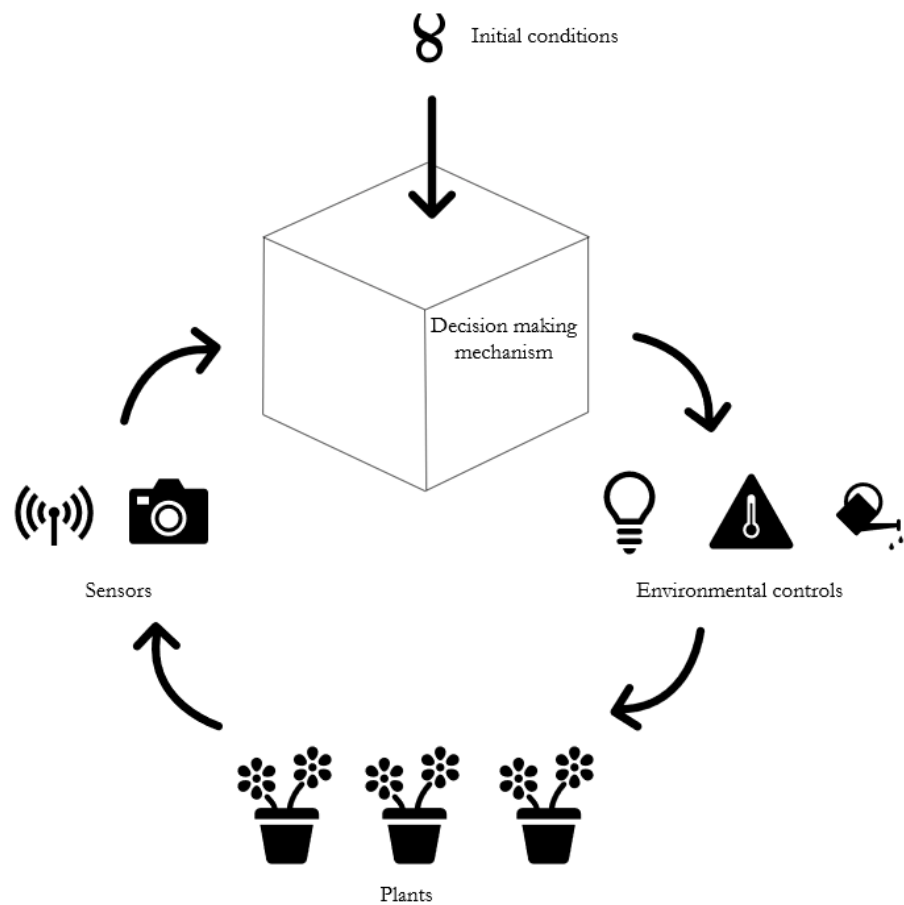 Initial conditions
Decision making
mechanism
Sensors
Environmental controls
Plants